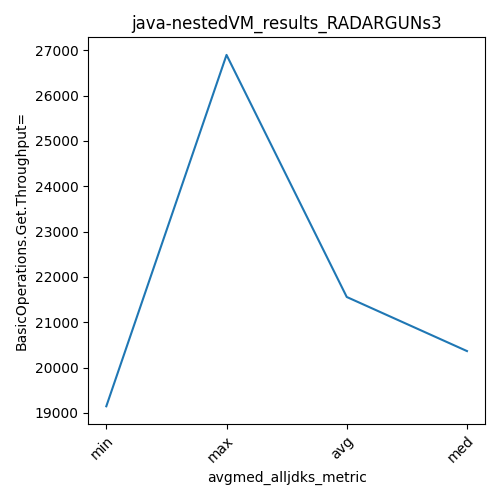 java-nestedVM_results_RADARGUNs3
BasicOperations.Get.Throughput=
27000
26000
25000
24000
23000
22000
21000
20000
19000
min
max
avg
med
avgmed_alljdks_metric